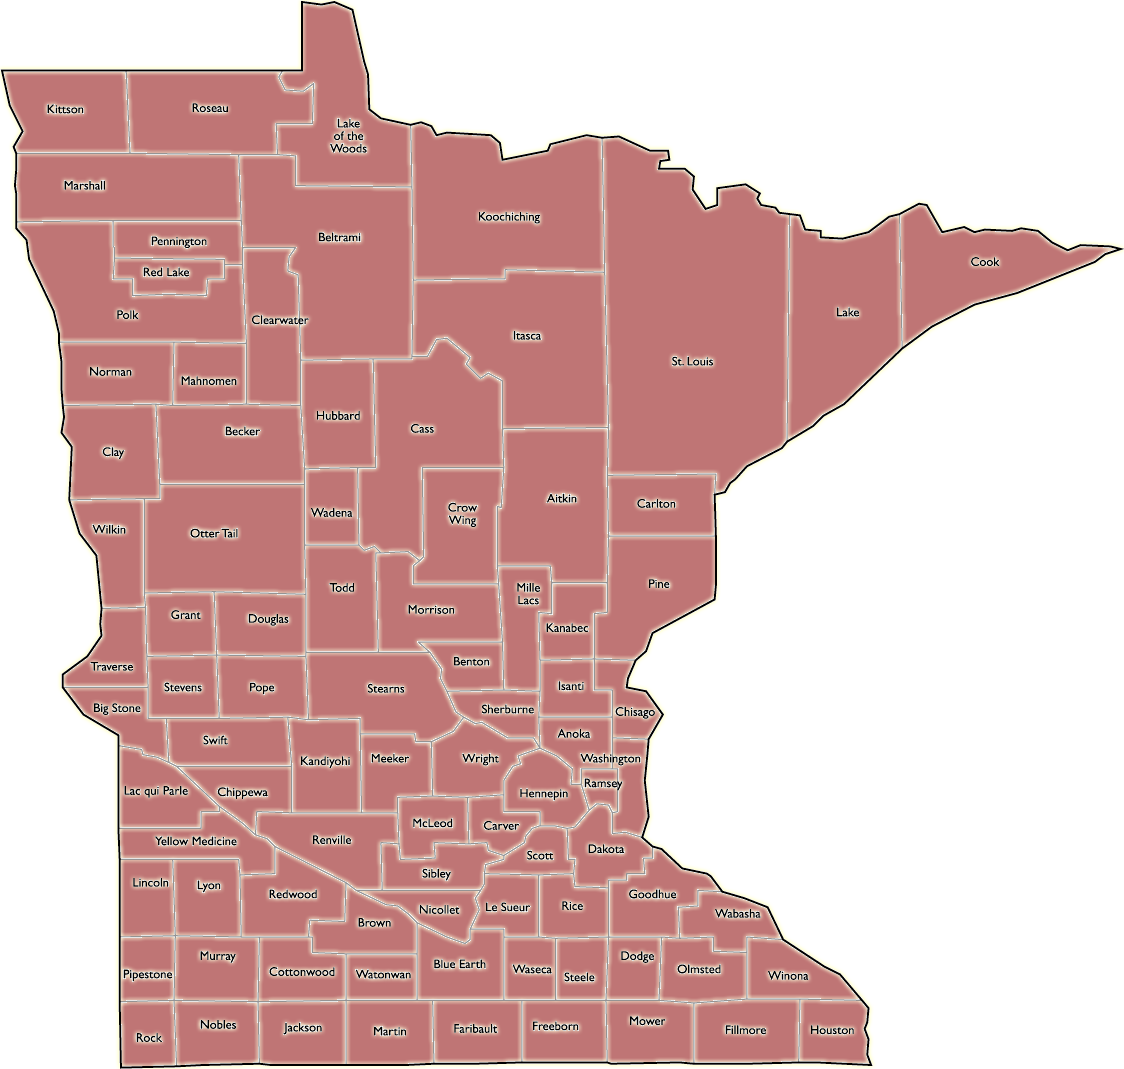 Kittson
Roseau
Lake
of the
Woods
Marshall
Koochiching
Beltrami
Pennington
Red Lake
Cook
Polk
Clearwater
Lake
Itasca
St. Louis
Norman
Mahnomen
Hubbard
Becker
Cass
Clay
Aitkin
Carlton
Crow
Wing
Wadena
Wilkin
Otter Tail
Pine
Todd
Mille
Lacs
Morrison
Grant
Douglas
Kanabec
Benton
Traverse
Stevens
Pope
Stearns
Isanti
Big Stone
Sherburne
Chisago
Anoka
Swift
Kandiyohi
Meeker
Wright
Washington
Ramsey
Lac qui Parle
Chippewa
Hennepin
McLeod
Carver
Yellow Medicine
Renville
Scott
Dakota
Sibley
Lincoln
Lyon
Redwood
Goodhue
Nicollet
Le Sueur
Rice
Wabasha
Brown
Murray
Dodge
Blue Earth
Waseca
Olmsted
Pipestone
Cottonwood
Watonwan
Steele
Winona
Rock
Nobles
Jackson
Martin
Faribault
Freeborn
Mower
Fillmore
Houston